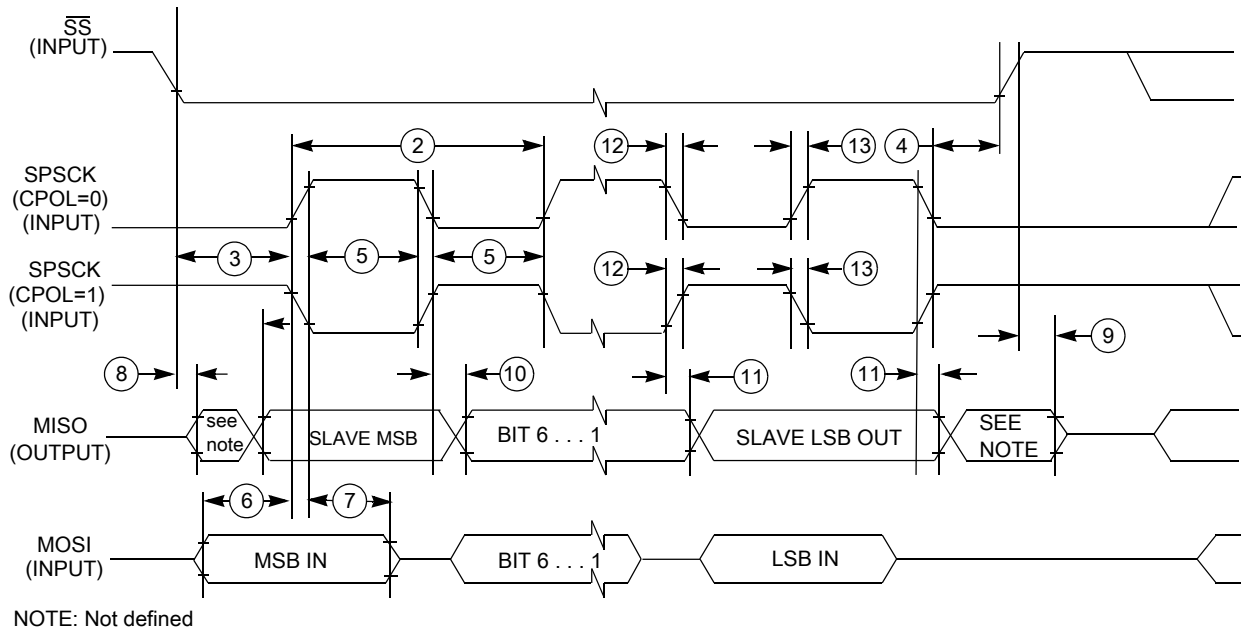 SS
(INPUT)
2
12
13
4
SPSCK
(CPOL=0)
(INPUT)
3
5
5
SPSCK
(CPOL=1)
(INPUT)
12
13
8
10
11
11
9
MISO
(OUTPUT)
see
note
SLAVE MSB
BIT 6 . . . 1
SLAVE LSB OUT
SEE
NOTE
6
7
MOSI
(INPUT)
MSB IN
BIT 6 . . . 1
LSB IN
NOTE: Not defined